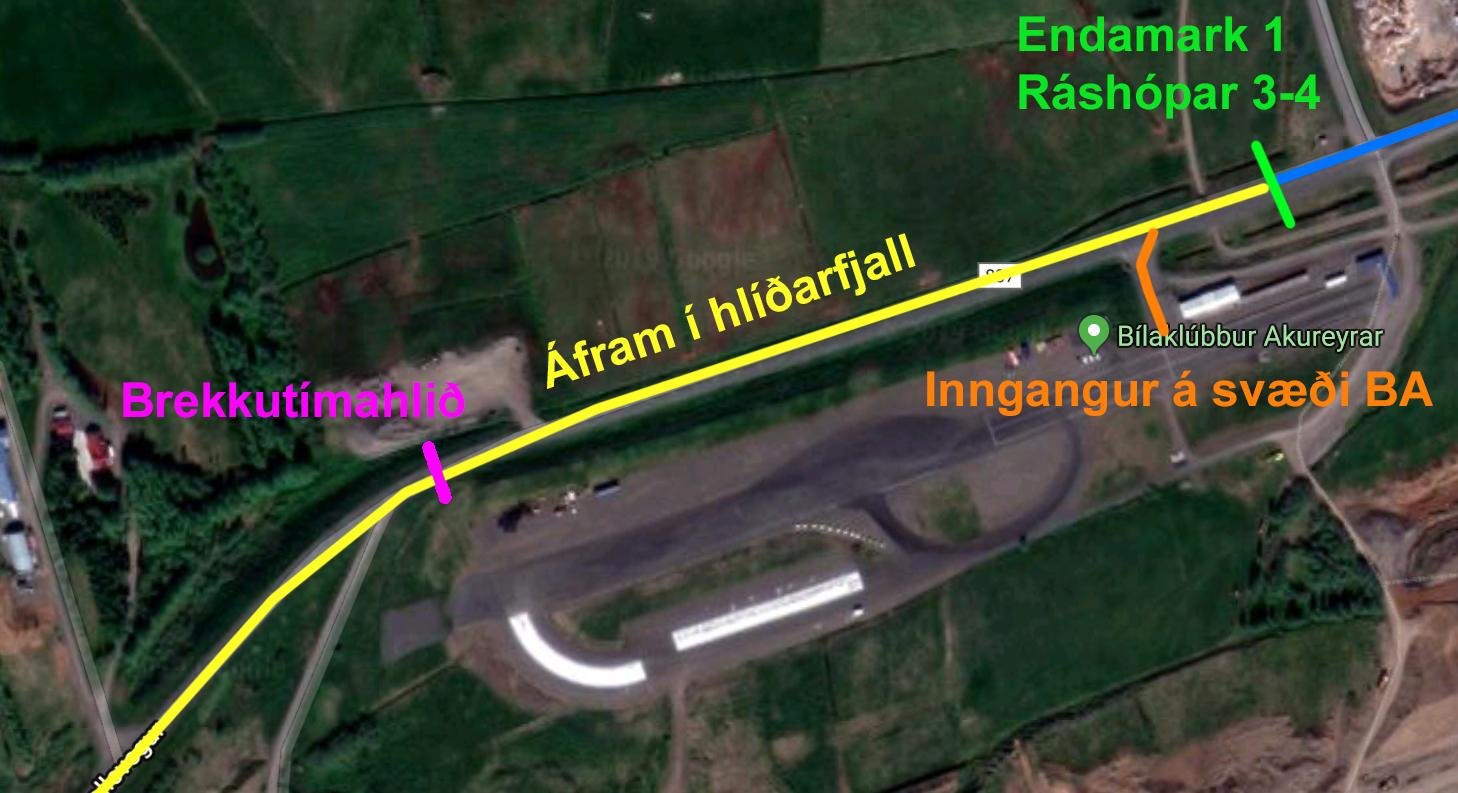 Endamark 1
Ráshópar 3-4
Áfram í hlíðarfjall
Bílaklúbbur Akureyrar
Inngangur á svæði BA
Brekkutímahlið